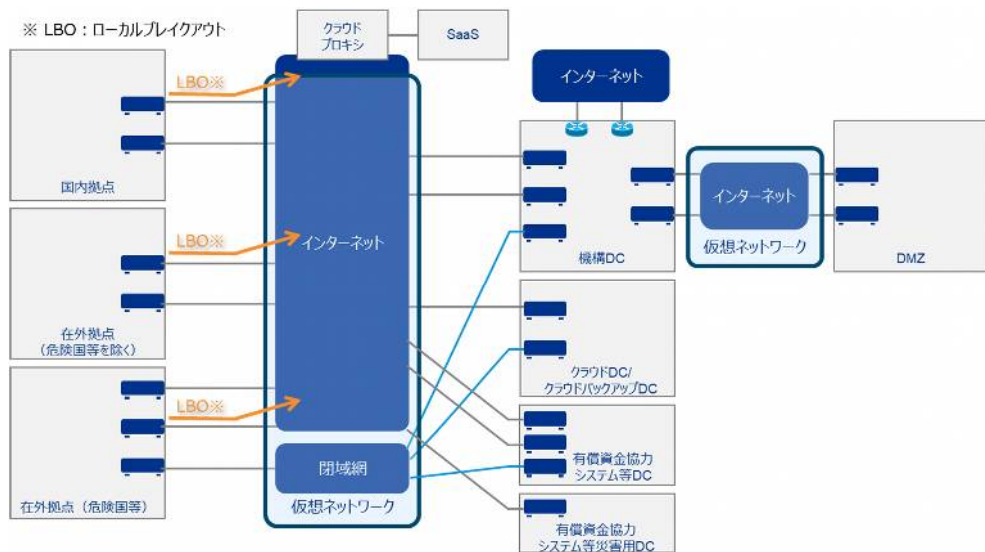 ※ LBO：ローカルブレイクアウト
クラウド
プロキシ
SaaS
LBO※
国内拠点
LBO※
在外拠点
（危険国等を除く）
LBO※
在外拠点（危険国等）
インターネット
閉域網
仮想ネットワーク
インターネット
機構DC
インターネット
仮想ネットワーク
DMZ
クラウドDC/
クラウドバックアップDC
有償資金協力
システム等DC
有償資金協力
システム等災害用DC